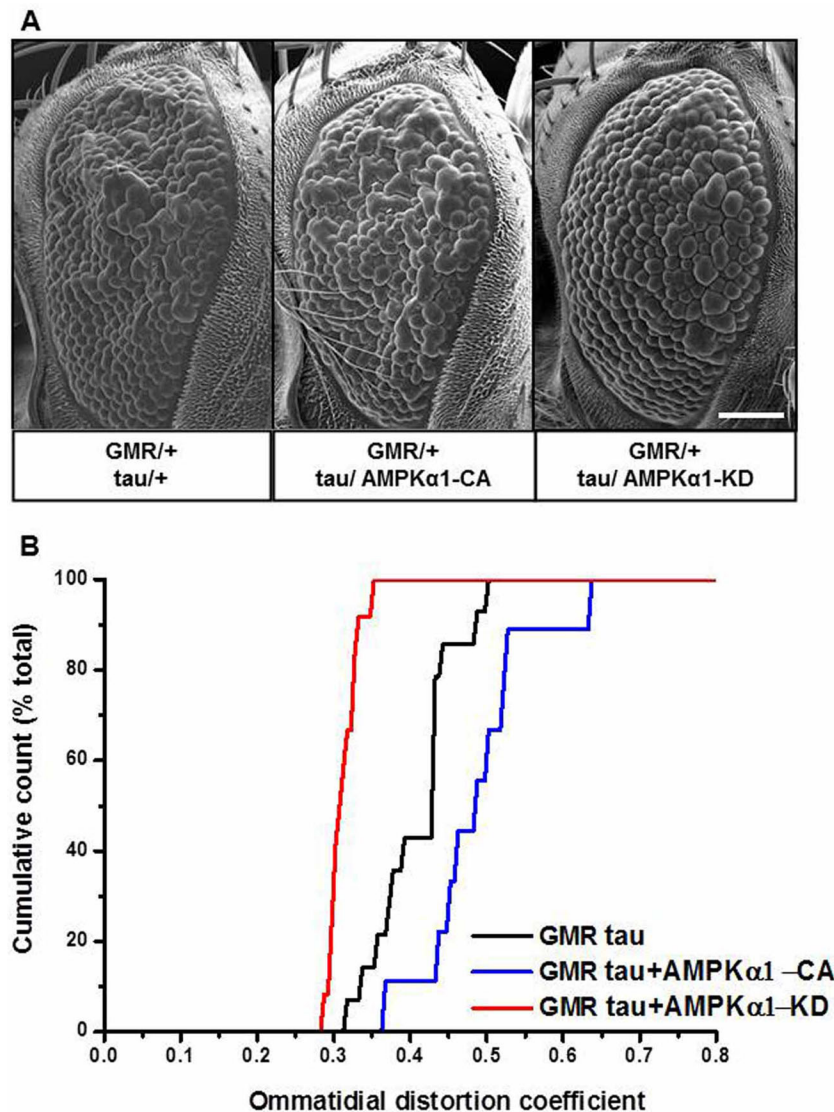 A
GMR/+
tau/+
GMR/+
tau/ AMPKα1-CA
GMR/+
tau/ AMPKα1-KD
B
Cumulative count (% total)
100
80
60
40
20
0
GMR tau
GMR tau+AMPKα1 –CA
GMR tau+AMPKα1–KD
0.0 0.1 0.2 0.3 0.4 0.5 0.6 0.7 0.8
Ommatidial distortion coefficient